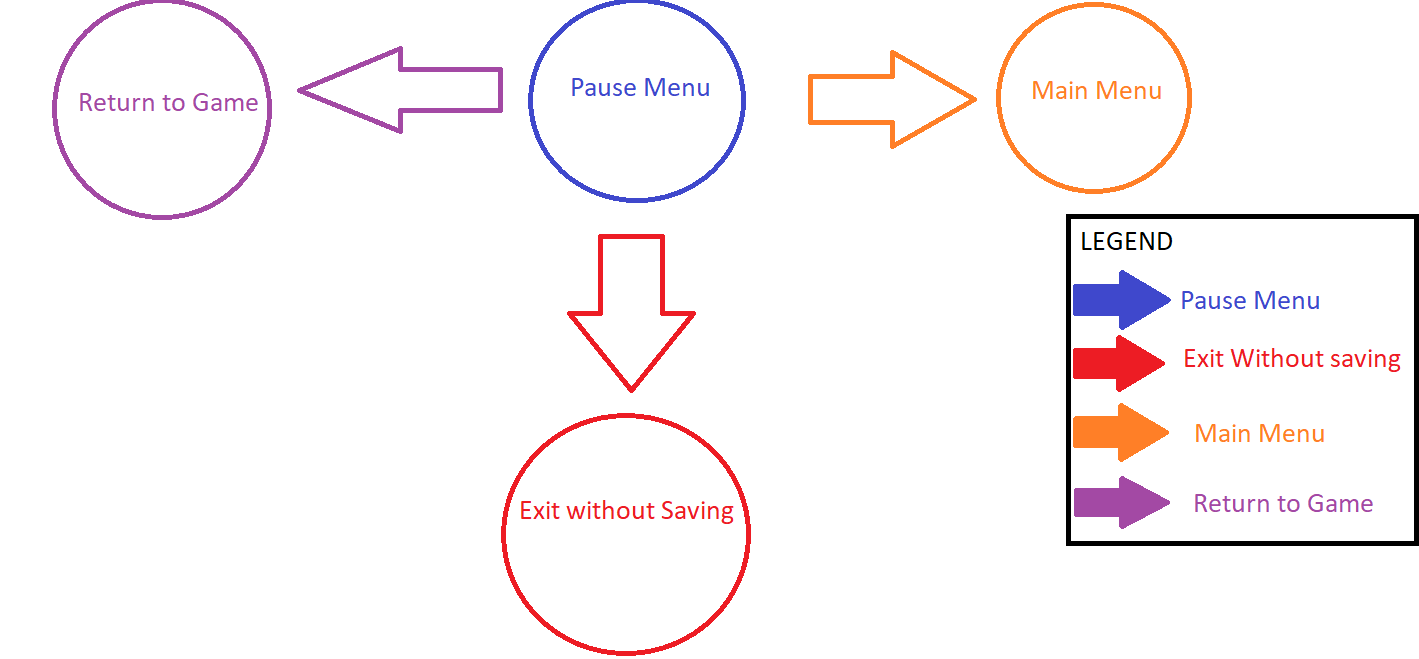 Return to Game
Pause Menu
Main Menu
LEGEND
Pause Menu
Exit Without saving
Main Menu
Return to Game
Exit without Saving